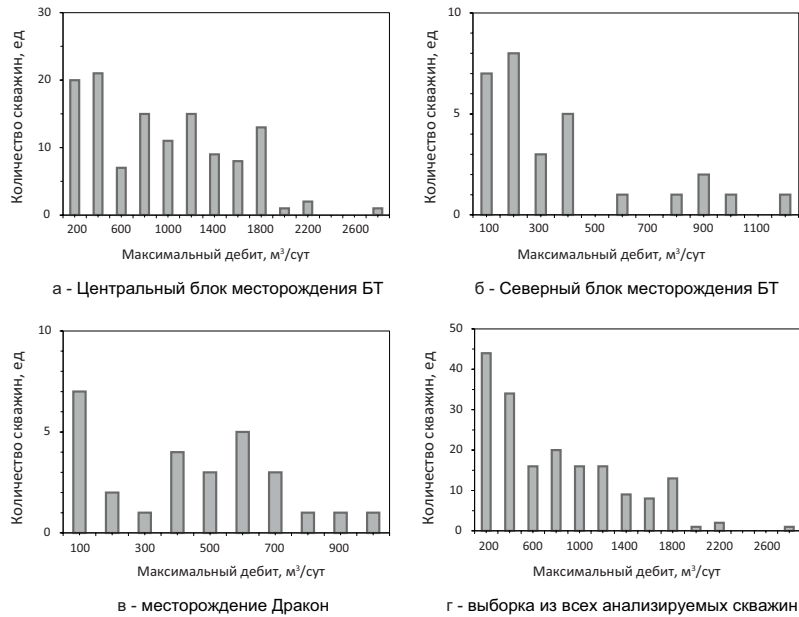 Количество скважин, ед
30
20
10
0
200 600 1000 1400 1800 2200 2600
Максимальный дебит, м³/сут
а - Центральный блок месторождения БТ
Количество скважин, ед
10
5
0
100 300 500 700 900 1100
Максимальный дебит, м³/сут
б - Северный блок месторождения БТ
Количество скважин, ед
10
5
0
100 300 500 700 900
Максимальный дебит, м³/сут
в - месторождение Дракон
Количество скважин, ед
50
40
30
20
10
0
200 600 1000 1400 1800 2200 2600
Максимальный дебит, м³/сут
г - выборка из всех анализируемых скважин